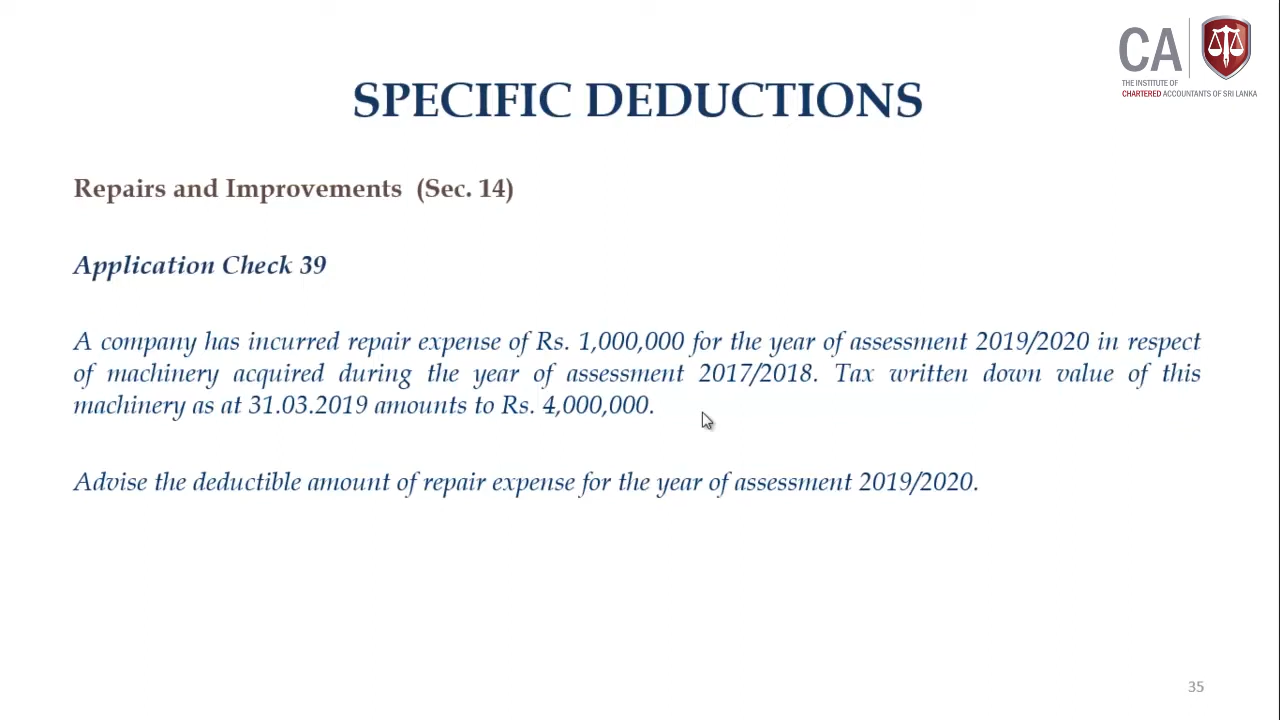 CA
THE INSTITUTE OF
CHARTERED ACCOUNTANTS OF SRI LANKA
SPECIFIC DEDUCTIONS
Repairs and Improvements (Sec. 14)
Application Check 39
A company has incurred repair expense of Rs. 1,000,000 for the year of assessment 2019/2020 in respect
of machinery acquired during the year of assessment 2017/2018. Tax written down value of this
machinery as at 31.03.2019 amounts to Rs. 4,000,000.
Advise the deductible amount of repair expense for the year of assessment 2019/2020.
35